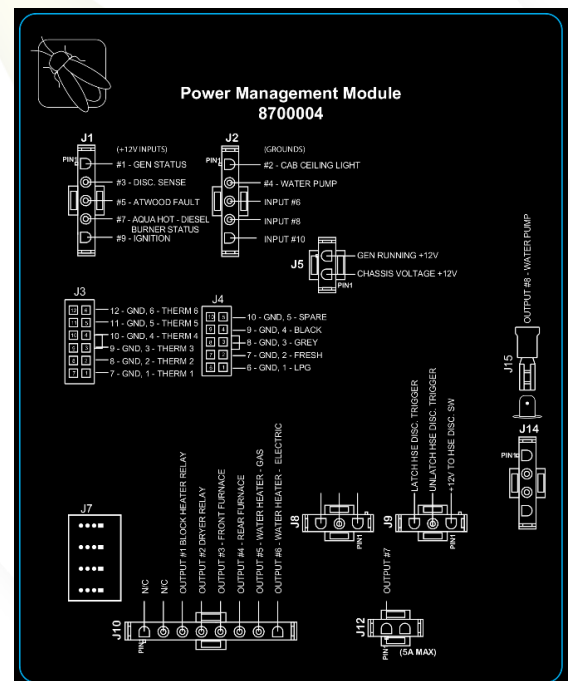 Power Management Module
8700004
J1
(+12V INPUTS)
PIN1
#1 - GEN STATUS
#3 - DISC. SENSE
#5 - ATWOOD FAULT
#7 - AQUA HOT - DIESEL
BURNER STATUS
#9 - IGNITION
J2
(GROUNDS)
PIN1
#2 - CAB CEILING LIGHT
#4 - WATER PUMP
INPUT #6
INPUT #8
INPUT #10
J5
GEN RUNNING +12V
CHASSIS VOLTAGE +12V
PIN1
J3
12 - GND, 6 - THERM 6
11 - GND, 5 - THERM 5
10 - GND, 4 - THERM 4
9 - GND, 3 - THERM 3
8 - GND, 2 - THERM 2
7 - GND, 1 - THERM 1
J4
10 - GND, 5 - SPARE
9 - GND, 4 - BLACK
8 - GND, 3 - GREY
7 - GND, 2 - FRESH
6 - GND, 1 - LPG
OUTPUT #8 - WATER PUMP
J15
J14
PIN1
J7
J10
PIN1
N/C
N/C
OUTPUT #1 BLOCK HEATER RELAY
OUTPUT #2 DRYER RELAY
OUTPUT #3 - FRONT FURNACE
OUTPUT #4 - REAR FURNACE
OUTPUT #5 - WATER HEATER - GAS
OUTPUT #6 - WATER HEATER - ELECTRIC
J8
PIN1
J9
LATCH HSE DISC. TRIGGER
UNLATCH HSE DISC. TRIGGER
+12V TO HSE DISC. SW
PIN1
OUTPUT #7
J12
PIN1
(5A MAX)